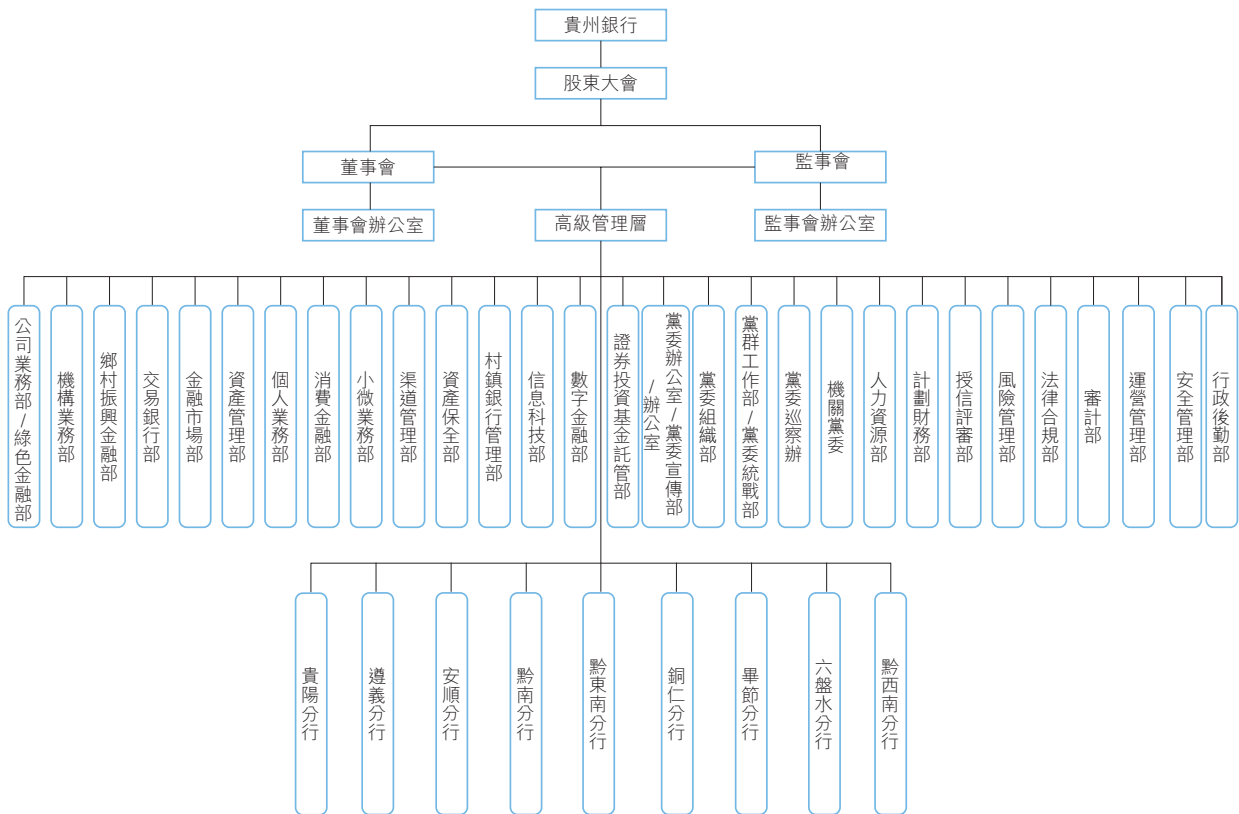 貴州銀行
股東大會
董事會
監事會
董事會辦公室
高級管理層
監事會辦公室
公司業務部/綠色金融部
機構業務部
鄉村振興金融部
交易銀行部
金融市場部
資產管理部
個人業務部
消費金融部
小微業務部
渠道管理部
資產保全部
村鎮銀行管理部
信息科技部
數字金融部
證券投資基金託管部
黨委辦公室/黨委宣傳部
/辦公室
黨委組織部
黨群工作部/黨委統戰部
黨委巡察辦
機關黨委
人力資源部
計劃財務部
授信評審部
風險管理部
法律合規部
審計部
運營管理部
安全管理部
行政後勤部
貴陽分行
遵義分行
安順分行
黔南分行
黔東南分行
銅仁分行
畢節分行
六盤水分行
黔西南分行